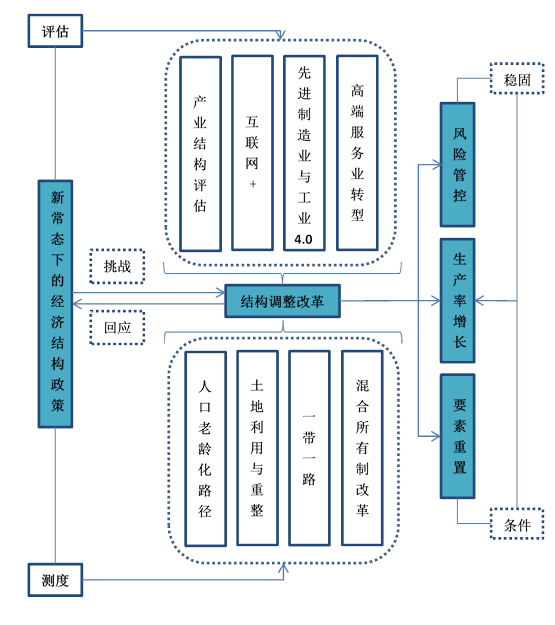 评估
稳固
产业结构评估
互联网+
先进制造业与工业4.0
高端服务业转型
风险管控
新常态下的经济结构政策
挑战
回应
结构调整改革
生产率增长
人口老龄化路径
土地利用与重整
一带一路
混合所有制改革
要素重置
条件
测度